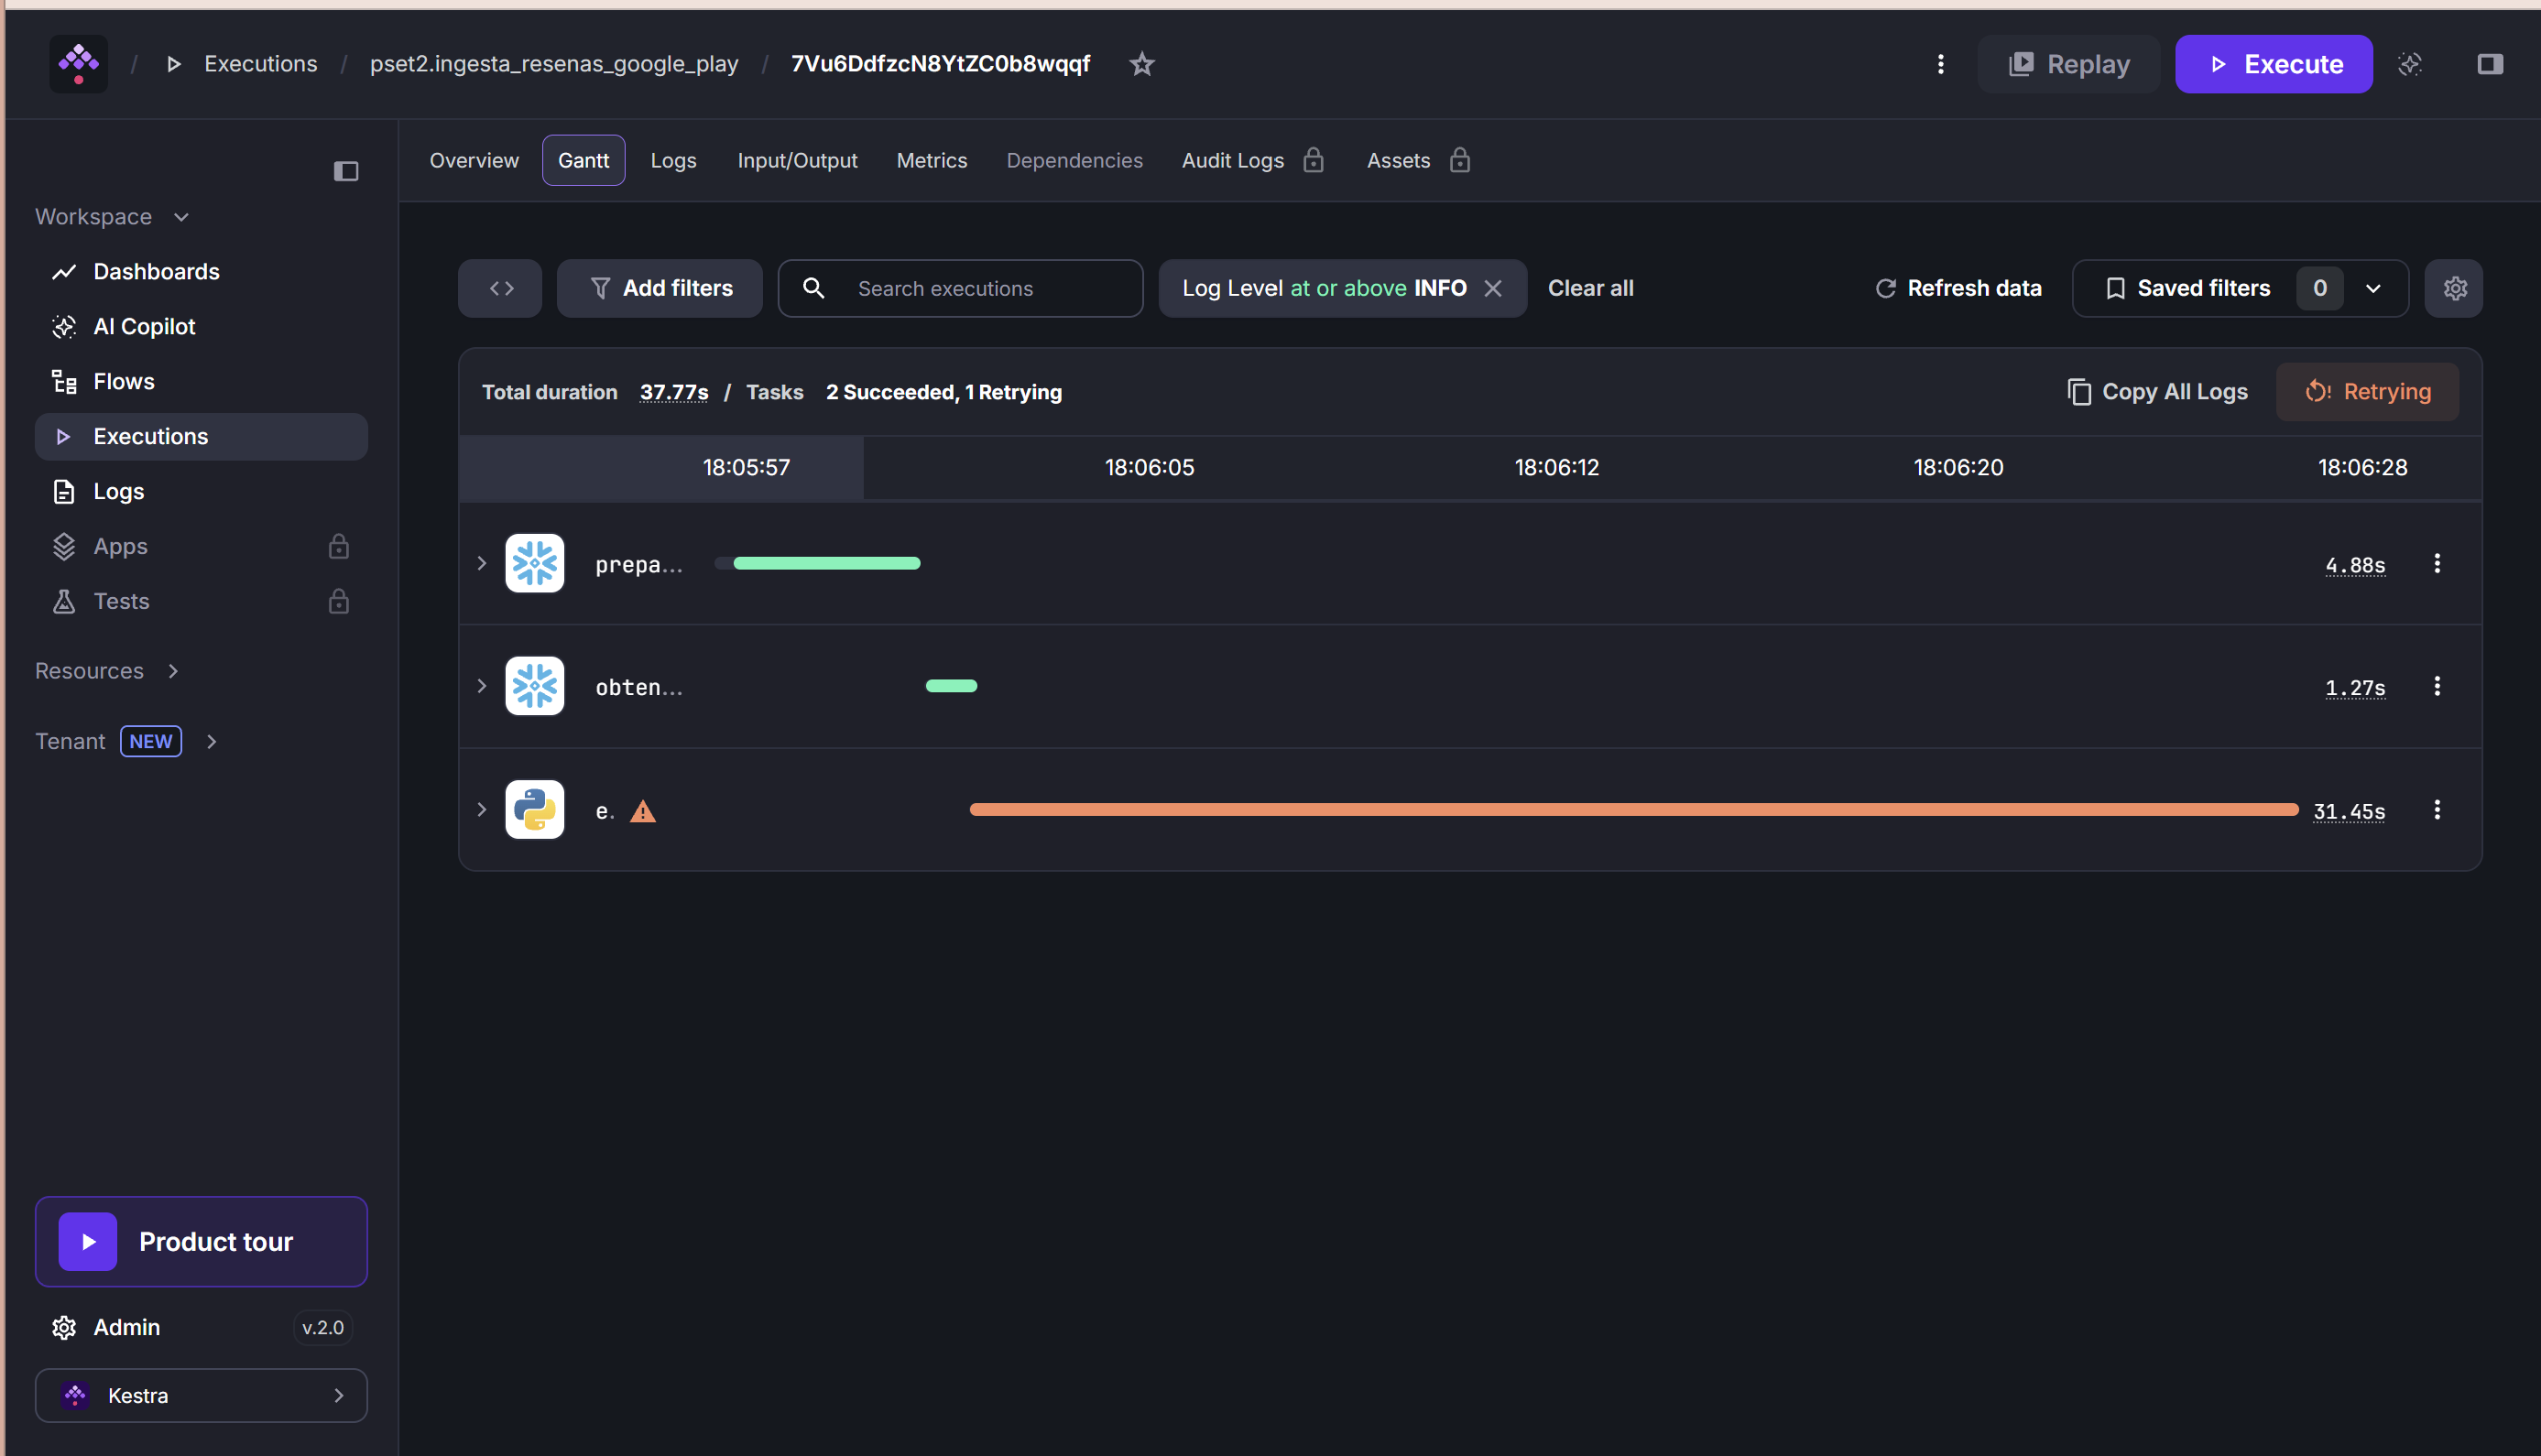 / Executions / pset2.ingesta_resenas_google_play / 7Vu6DdfzcN8YtZC0b8wqqf
Replay
Execute
Overview Gantt Logs Input/Output Metrics Dependencies Audit Logs Assets
Workspace
Dashboards
AI Copilot
Flows
Executions
Logs
Apps
Tests
Resources
Tenant NEW
Product tour
Admin v.2.0
Kestra
Add filters Search executions Log Level at or above INFO Clear all Refresh data Saved filters 0
Total duration 37.77s / Tasks 2 Succeeded, 1 Retrying Copy All Logs Retrying
18:05:57 18:06:05 18:06:12 18:06:20 18:06:28
prepa... 4.88s
obten... 1.27s
e. 31.45s